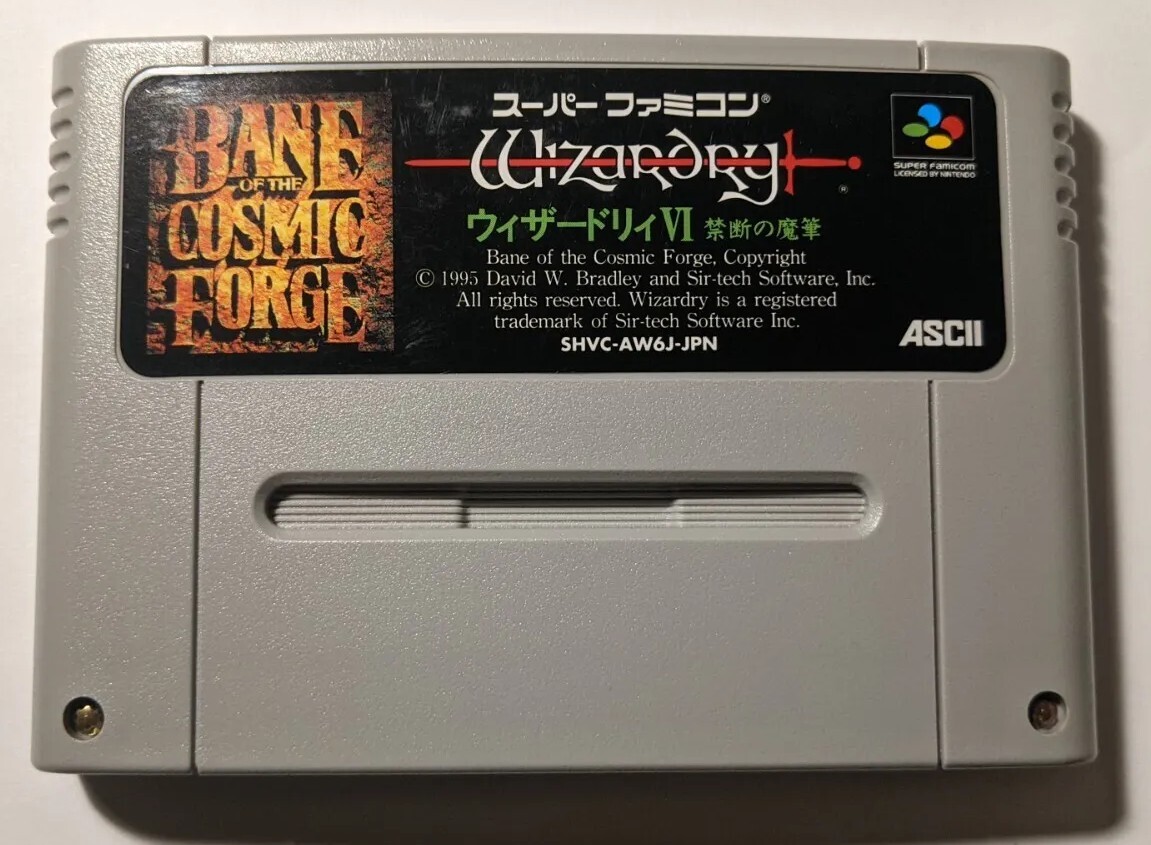 BANE
OF THE
COSMIC
FORGE
スーパーファミコン®
Wizardry
®
ウィザードリィVI 禁断の魔筆
Bane of the Cosmic Forge, Copyright
© 1995 David W. Bradley and Sir-tech Software, Inc.
All rights reserved. Wizardry is a registered
trademark of Sir-tech Software Inc.
SHVC-AW6J-JPN
SUPER FAMICOM
LICENSED BY NINTENDO
ASCII